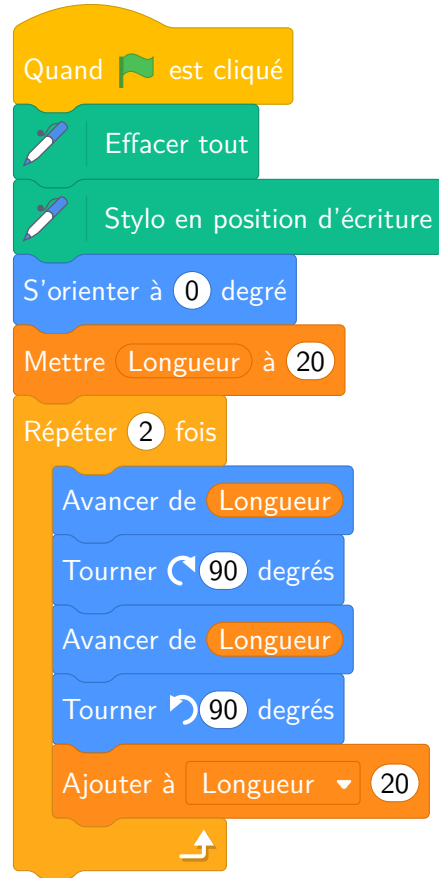 Quand est cliqué
Effacer tout
Stylo en position d'écriture
S'orienter à 0 degré
Mettre Longueur à 20
Répéter 2 fois
Avancer de Longueur
Tourner 90 degrés
Avancer de Longueur
Tourner 90 degrés
Ajouter à Longueur 20